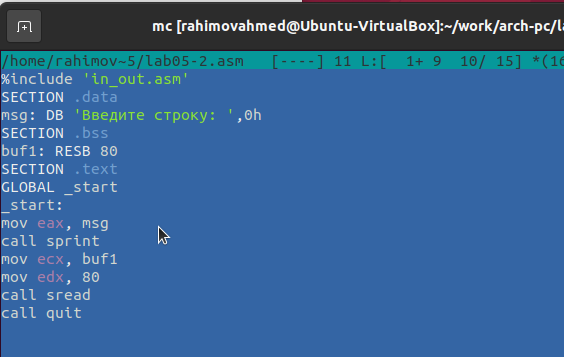 mc [rahimovahmed@Ubuntu-VirtualBox]:~/work/arch-pc/la
/home/rahimov~5/lab05-2.asm [----] 11 L:[ 1+ 9 10/ 15] *(16
%include 'in_out.asm'
SECTION .data
msg: DB 'Введите строку: ',0h
SECTION .bss
buf1: RESB 80
SECTION .text
GLOBAL _start
_start:
mov eax, msg
call sprint
mov ecx, buf1
mov edx, 80
call sread
call quit